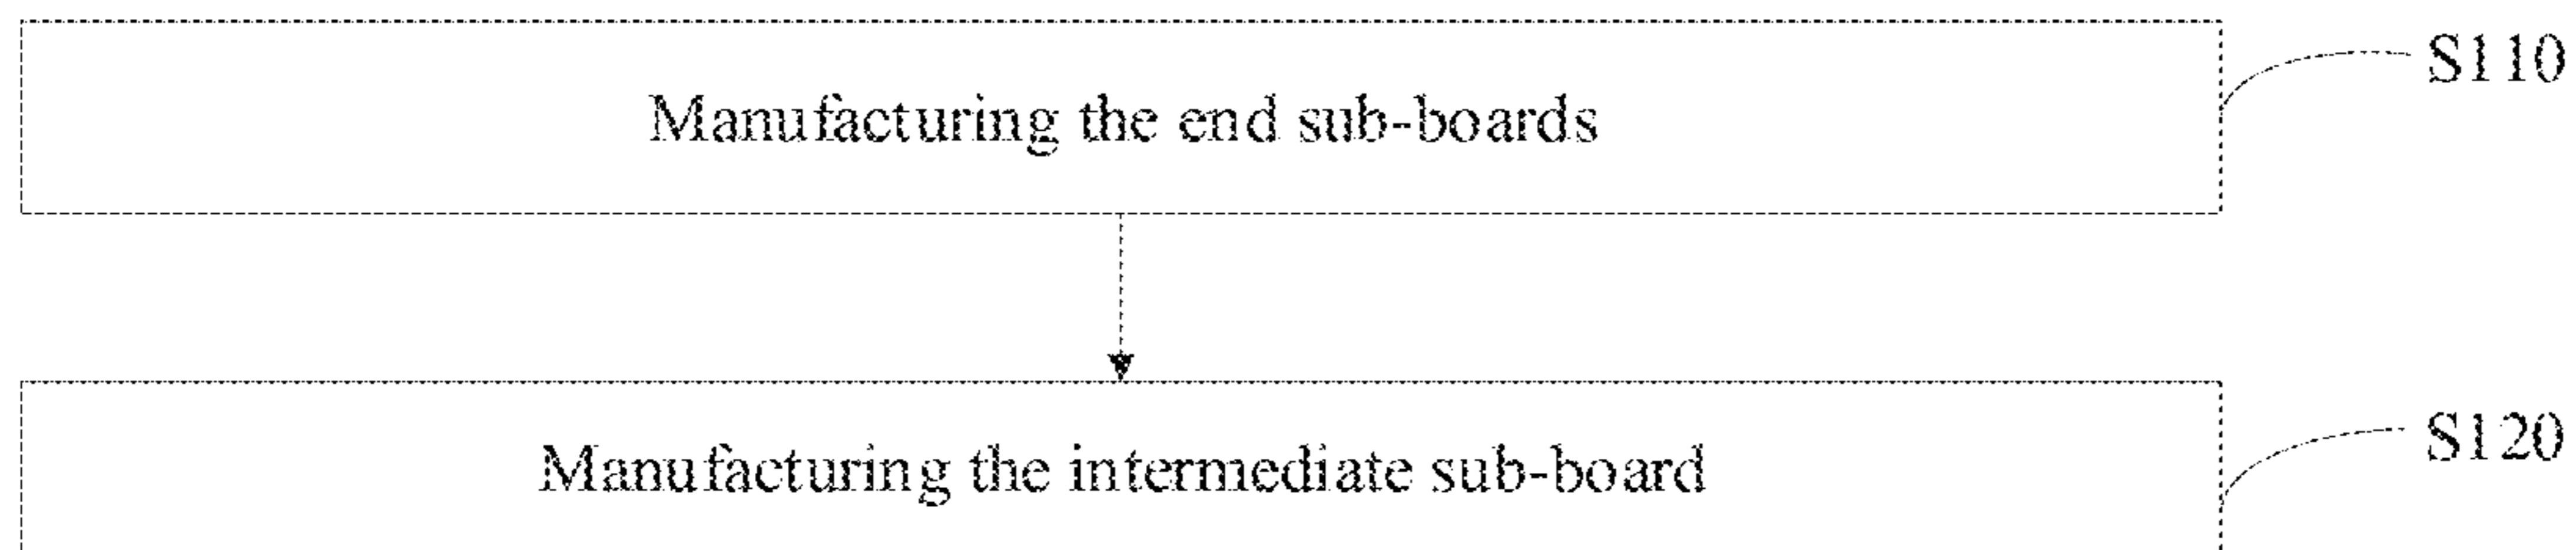 S110
Manufacturing the end sub-boards
S120
Manufacturing the intermediate sub-board